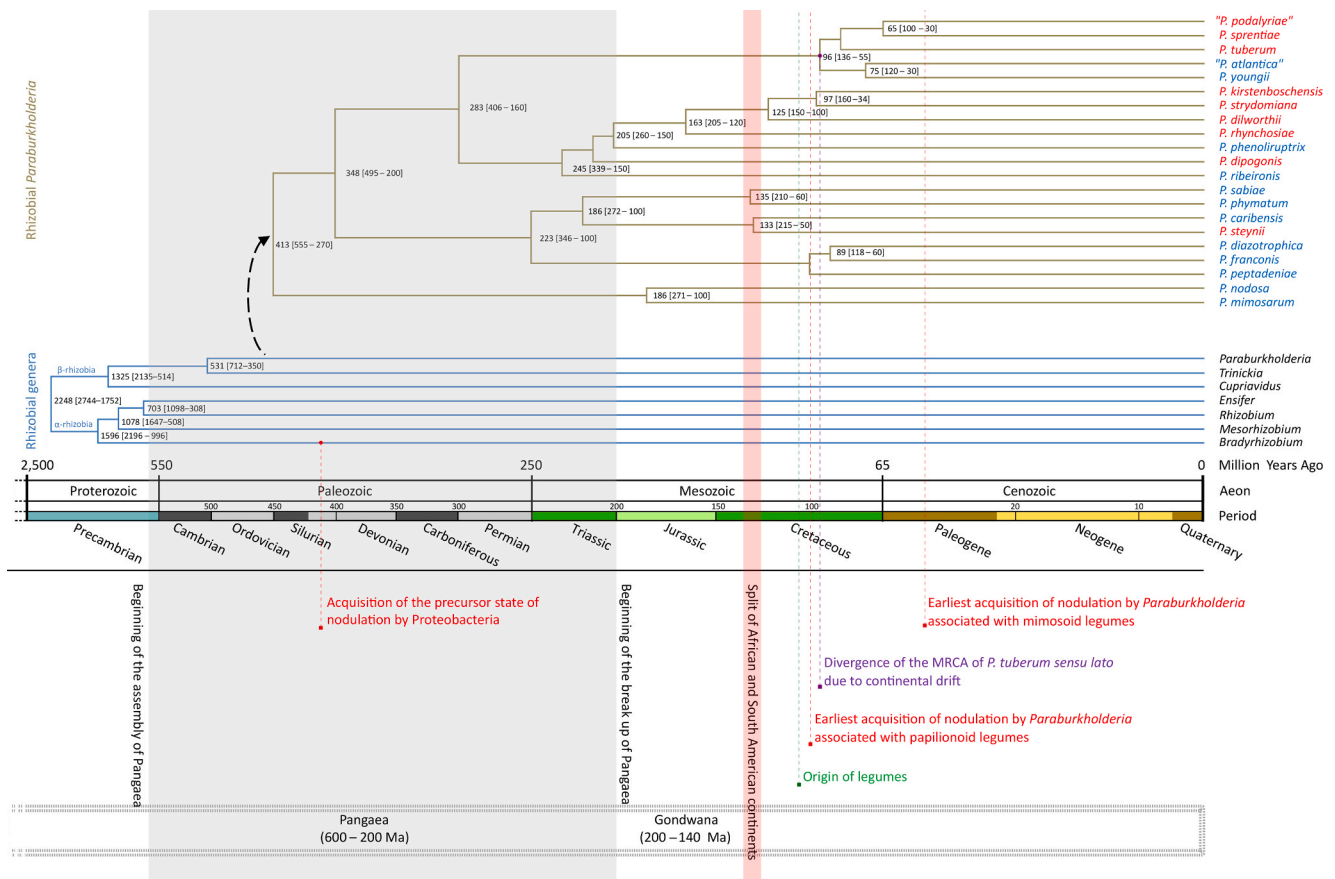 Rhizobial Paraburkholderia
65 [100 – 30]
96 [136 – 55]
75 [120 – 30]
283 [406 – 160]
97 [160–34]
125 [150 – 100]
163 [205 – 120]
205 [260 – 150]
245 [339 – 150]
348 [495 – 200]
135 [210 – 60]
186 [272 – 100]
133 [215 – 50]
223 [346 – 100]
413 [555 – 270]
89 [118 – 60]
186 [271 – 100]
"P. podalyriae"
P. sprentiae
P. tuberum
"P. atlantica"
P. youngii
P. kirstenboschensis
P. strydomiana
P. dilworthii
P. rhynchosiae
P. phenoliruptrix
P. dipogonis
P. ribeironis
P. sabiae
P. phymatum
P. caribensis
P. steynii
P. diazotrophica
P. franconis
P. peptadeniae
P. nodosa
P. mimosarum
Rhizobial genera
β-rhizobia
531 [712–350]
1325 [2135–514]
2248 [2744–1752]
703 [1098–308]
α-rhizobia
1078 [1647–508]
1596 [2196 – 996]
Paraburkholderia
Trinickia
Cupriavidus
Ensifer
Rhizobium
Mesorhizobium
Bradyrhizobium
2,500 550 250 65 0 Million Years Ago
Proterozoic Paleozoic Mesozoic Cenozoic Aeon
500 450 400 350 300 200 150 100 20 10 Period
Precambrian Cambrian Ordovician Silurian Devonian Carboniferous Permian Triassic Jurassic Cretaceous Paleogene Neogene Quaternary
Beginning of the assembly of Pangaea
Acquisition of the precursor state of
nodulation by Proteobacteria
Beginning of the break up of Pangaea
Split of African and South American continents
Earliest acquisition of nodulation by Paraburkholderia
associated with mimosoid legumes
Divergence of the MRCA of P. tuberum sensu lato
due to continental drift
Earliest acquisition of nodulation by Paraburkholderia
associated with papilionoid legumes
Origin of legumes
Pangaea
(600 – 200 Ma)
Gondwana
(200 –140 Ma)